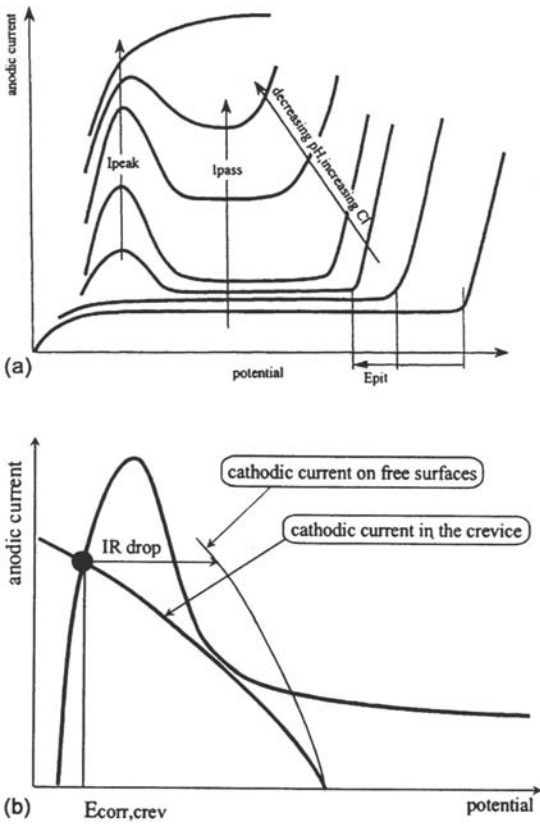 anodic current
Ipeak
Ipass
decreasing pH, increasing Cl⁻
(a)
potential
Epit
anodic current
cathodic current on free surfaces
cathodic current in the crevice
IR drop
(b)
Ecorr,crev
potential